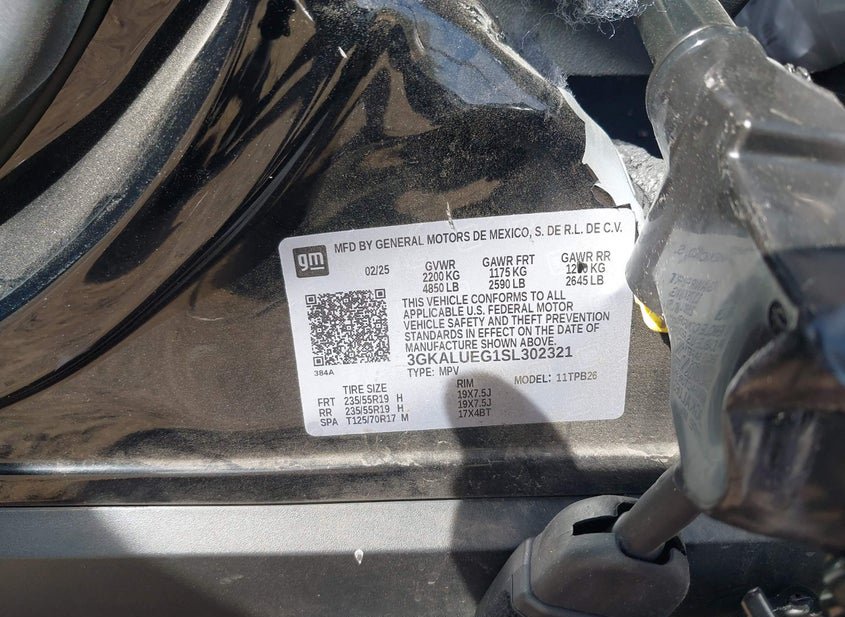 gm
MFD BY GENERAL MOTORS DE MEXICO, S. DE R.L. DE C.V.
02/25 GVWR GAWR FRT GAWR RR
2200 KG 1175 KG KG
4850 LB 2590 LB 2645 LB
THIS VEHICLE CONFORMS TO ALL
APPLICABLE U.S. FEDERAL MOTOR
VEHICLE SAFETY AND THEFT PREVENTION
STANDARDS IN EFFECT ON THE DATE OF
MANUFACTURE SHOWN ABOVE.
3GKALUEG1SL302321
384A
TYPE: MPV MODEL: 11TPB26
TIRE SIZE RIM
FRT 235/55R19 H 19X7.5J
RR 235/55R19 H 19X7.5J
SPA T125/70R17 M 17X4BT